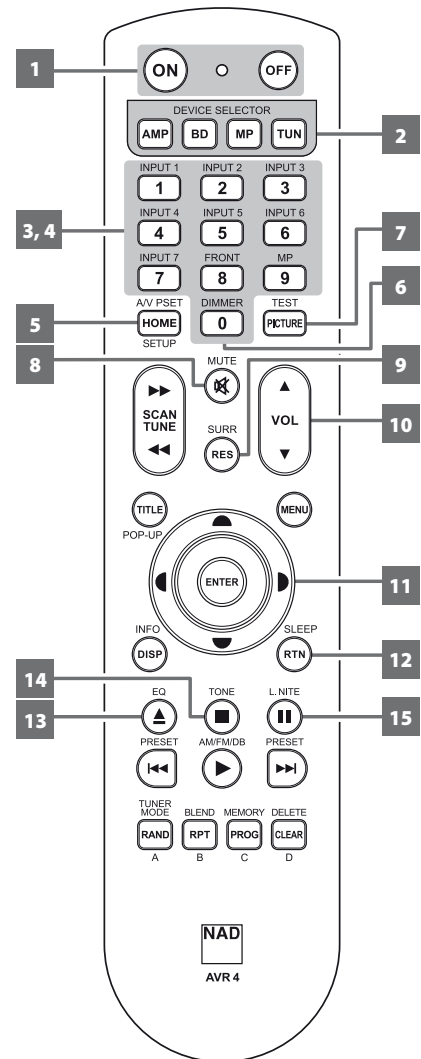 1
ON
OFF
DEVICE SELECTOR
AMP BD MP TUN
2
INPUT 1 INPUT 2 INPUT 3
1 2 3
3, 4
INPUT 4 INPUT 5 INPUT 6
4 5 6
7
INPUT 7 FRONT MP
7 8 9
6
A/V PSET DIMMER TEST
5
HOME 0 PICTURE
SETUP
8
MUTE
9
SCAN
TUNE
VOL
10
SURR
RES
TITLE
MENU
POP-UP
ENTER
11
INFO SLEEP
DISP RTN
12
14
EQ TONE L. NITE
13
15
PRESET AM/FM/DB PRESET
TUNER
MODE BLEND MEMORY DELETE
RAND RPT PROG CLEAR
A B C D
NAD
AVR 4